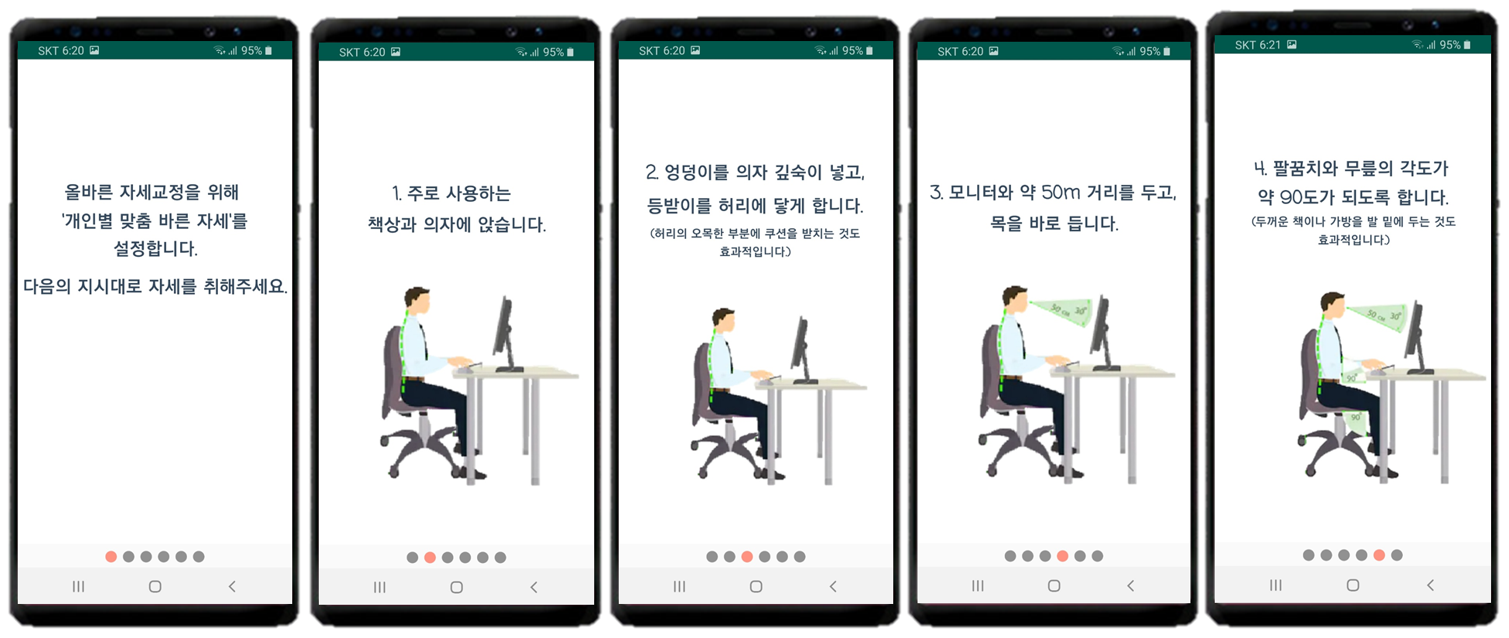 SKT 6:20 95%
올바른 자세교정을 위해
'개인별 맞춤 바른 자세'를
설정합니다.
다음의 지시대로 자세를 취해주세요.
SKT 6:20 95%
1. 주로 사용하는
책상과 의자에 앉습니다.
SKT 6:20 95%
2. 엉덩이를 의자 깊숙이 넣고,
등받이를 허리에 닿게 합니다.
(허리의 오목한 부분에 쿠션을 받치는 것도
효과적입니다)
SKT 6:20 95%
3. 모니터와 약 50m 거리를 두고,
목을 바로 듭니다.
50 cm 30°
SKT 6:21 95%
4. 팔꿈치와 무릎의 각도가
약 90도가 되도록 합니다.
(두꺼운 책이나 가방을 발 밑에 두는 것도
효과적입니다)
50 cm 30°
90°
90°